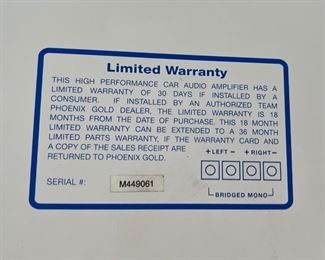 Limited Warranty
THIS HIGH PERFORMANCE CAR AUDIO AMPLIFIER HAS A
LIMITED WARRANTY OF 30 DAYS IF INSTALLED BY A
CONSUMER. IF INSTALLED BY AN AUTHORIZED TEAM
PHOENIX GOLD DEALER, THE LIMITED WARRANTY IS 18
MONTHS FROM THE DATE OF PURCHASE. THIS 18 MONTH
LIMITED WARRANTY CAN BE EXTENDED TO A 36 MONTH
LIMITED PARTS WARRANTY, IF THE WARRANTY CARD AND
A COPY OF THE SALES RECEIPT ARE
RETURNED TO PHOENIX GOLD.
+ LEFT – + RIGHT –
SERIAL #: M449061
BRIDGED MONO